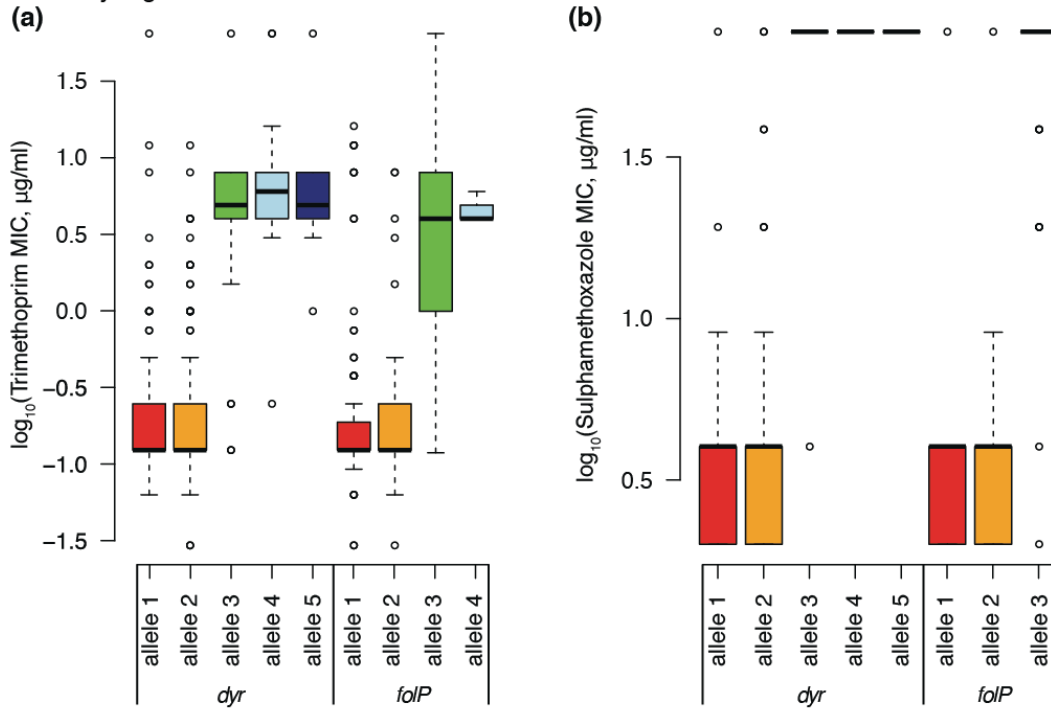 (a)
log10(Trimethoprim MIC, µg/ml)
1.5
1.0
0.5
0.0
−0.5
−1.0
−1.5
allele 1
allele 2
allele 3
allele 4
allele 5
allele 1
allele 2
allele 3
allele 4
dyr
folP
(b)
log10(Sulphamethoxazole MIC, µg/ml)
1.5
1.0
0.5
allele 1
allele 2
allele 3
allele 4
allele 5
allele 1
allele 2
allele 3
dyr
folP